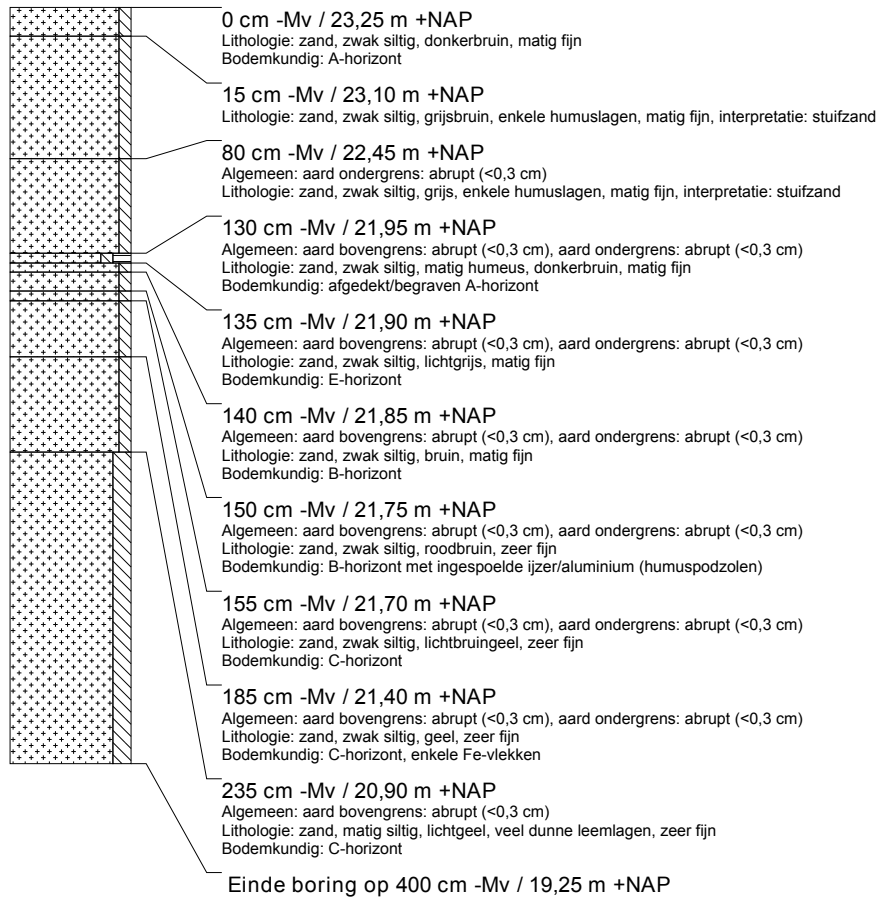 0 cm -Mv / 23,25 m +NAP
Lithologie: zand, zwak siltig, donkerbruin, matig fijn
Bodemkundig: A-horizont
15 cm -Mv / 23,10 m +NAP
Lithologie: zand, zwak siltig, grijsbruin, enkele humuslagen, matig fijn, interpretatie: stuifzand
80 cm -Mv / 22,45 m +NAP
Algemeen: aard ondergrens: abrupt (<0,3 cm)
Lithologie: zand, zwak siltig, grijs, enkele humuslagen, matig fijn, interpretatie: stuifzand
130 cm -Mv / 21,95 m +NAP
Algemeen: aard bovengrens: abrupt (<0,3 cm), aard ondergrens: abrupt (<0,3 cm)
Lithologie: zand, zwak siltig, matig humeus, donkerbruin, matig fijn
Bodemkundig: afgedekt/begraven A-horizont
135 cm -Mv / 21,90 m +NAP
Algemeen: aard bovengrens: abrupt (<0,3 cm), aard ondergrens: abrupt (<0,3 cm)
Lithologie: zand, zwak siltig, lichtgrijs, matig fijn
Bodemkundig: E-horizont
140 cm -Mv / 21,85 m +NAP
Algemeen: aard bovengrens: abrupt (<0,3 cm), aard ondergrens: abrupt (<0,3 cm)
Lithologie: zand, zwak siltig, bruin, matig fijn
Bodemkundig: B-horizont
150 cm -Mv / 21,75 m +NAP
Algemeen: aard bovengrens: abrupt (<0,3 cm), aard ondergrens: abrupt (<0,3 cm)
Lithologie: zand, zwak siltig, roodbruin, zeer fijn
Bodemkundig: B-horizont met ingespoelde ijzer/aluminium (humuspodzolen)
155 cm -Mv / 21,70 m +NAP
Algemeen: aard bovengrens: abrupt (<0,3 cm), aard ondergrens: abrupt (<0,3 cm)
Lithologie: zand, zwak siltig, lichtbruingeel, zeer fijn
Bodemkundig: C-horizont
185 cm -Mv / 21,40 m +NAP
Algemeen: aard bovengrens: abrupt (<0,3 cm), aard ondergrens: abrupt (<0,3 cm)
Lithologie: zand, zwak siltig, geel, zeer fijn
Bodemkundig: C-horizont, enkele Fe-vlekken
235 cm -Mv / 20,90 m +NAP
Algemeen: aard bovengrens: abrupt (<0,3 cm)
Lithologie: zand, matig siltig, lichtgeel, veel dunne leemlagen, zeer fijn
Bodemkundig: C-horizont
Einde boring op 400 cm -Mv / 19,25 m +NAP